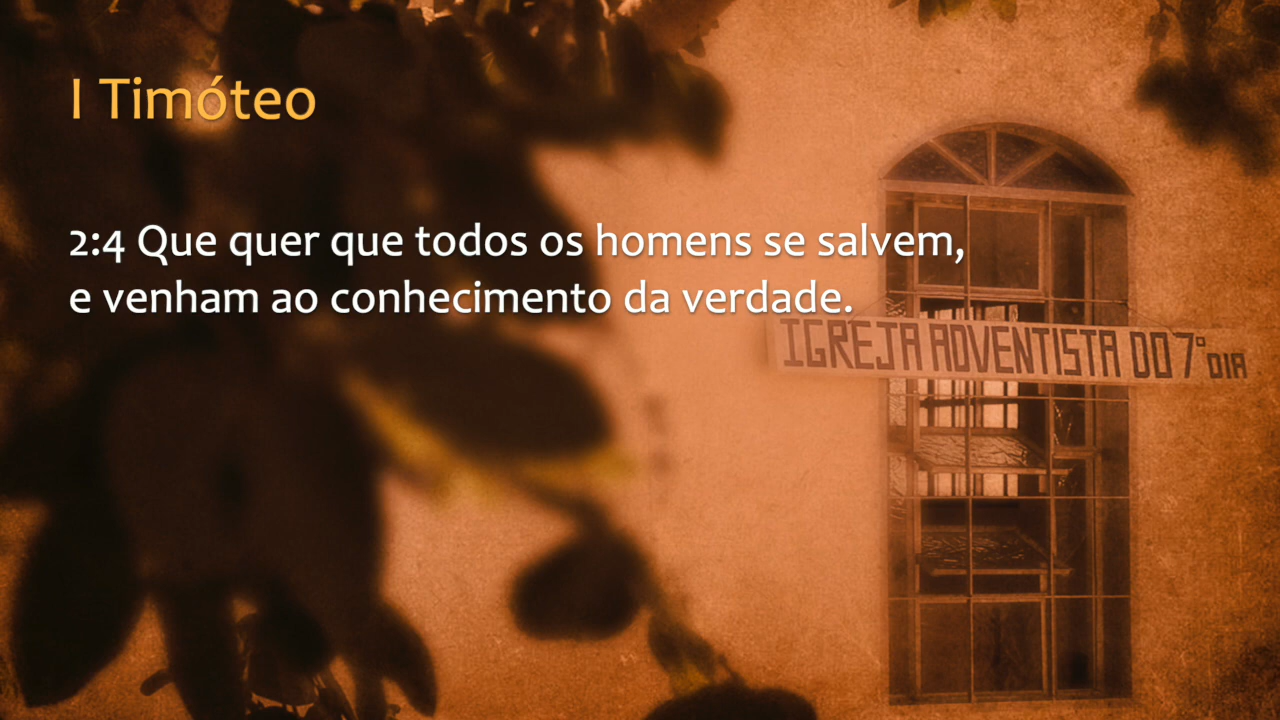 I Timóteo
2:4 Que quer que todos os homens se salvem,
e venham ao conhecimento da verdade.
IGREJA ADVENTISTA DO 7° DIA